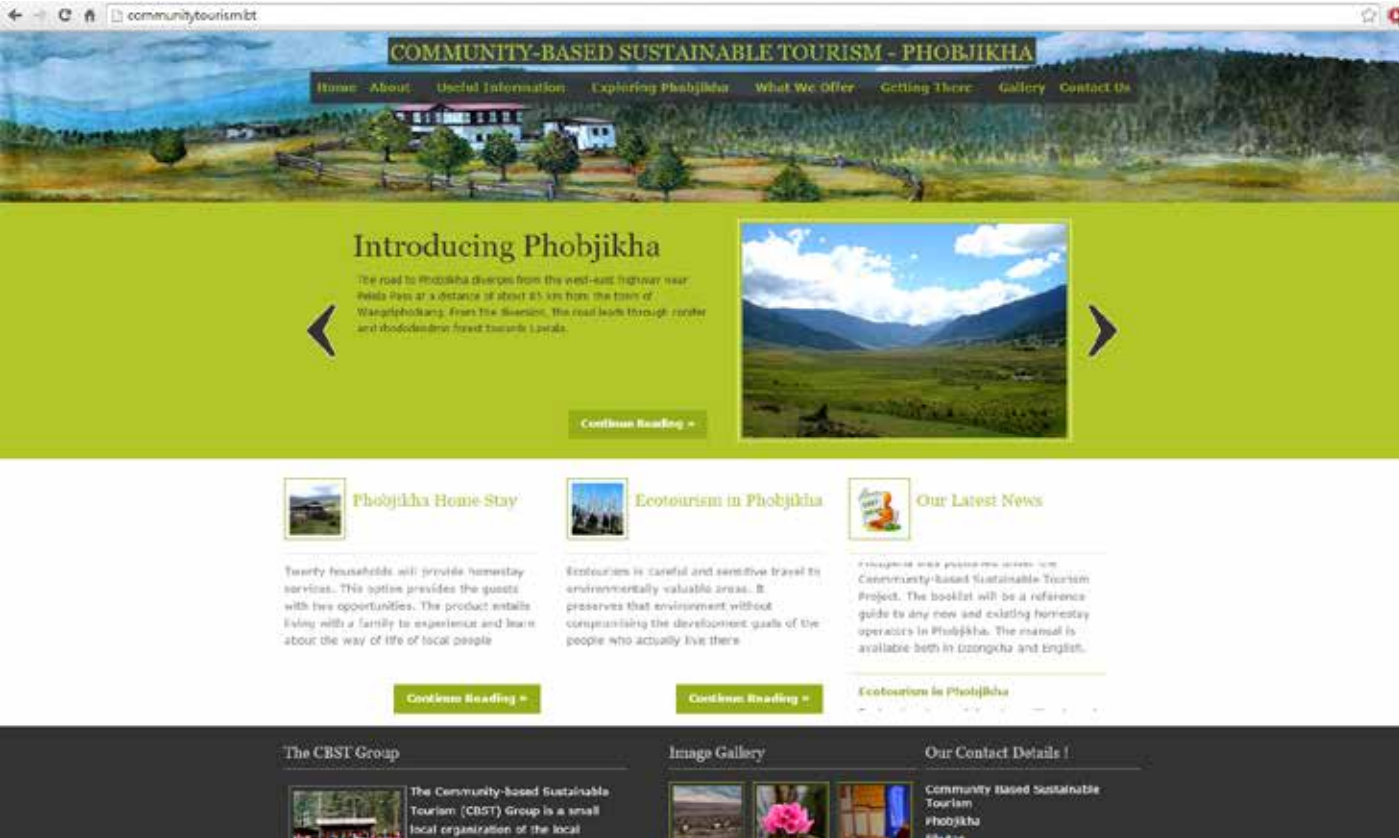 communitytourism.bt
COMMUNITY-BASED SUSTAINABLE TOURISM - PHOBJIKHA
Home About Useful Information Exploring Phobjikha What We Offer Getting There Gallery Contact Us
Introducing Phobjikha
The road to Phobjikha diverges from the west-east highway near
Pelela Pass at a distance of about 65 km from the town of
Wangdiphodrang. From the diversion, the road leads through conifer
and rhododendron forest towards Lawala.
Continue Reading »
Phobjikha Home Stay
Twenty households will provide homestay
services. This option provides the guests
with two opportunities. The product entails
living with a family to experience and learn
about the way of life of local people
Continue Reading »
Ecotourism in Phobjikha
Ecotourism is careful and sensitive travel to
environmentally valuable areas. It
preserves that environment without
compromising the development goals of the
people who actually live there
Continue Reading »
Our Latest News
Phobjikha was published under the
Community-based Sustainable Tourism
Project. The booklet will be a reference
guide to any new and existing homestay
operators in Phobjikha. The manual is
available both in Dzongkha and English.
Ecotourism in Phobjikha
The CBST Group
The Community-based Sustainable
Tourism (CBST) Group is a small
local organization of the local
Image Gallery
Our Contact Details !
Community Based Sustainable
Tourism
Phobjikha
Bhutan